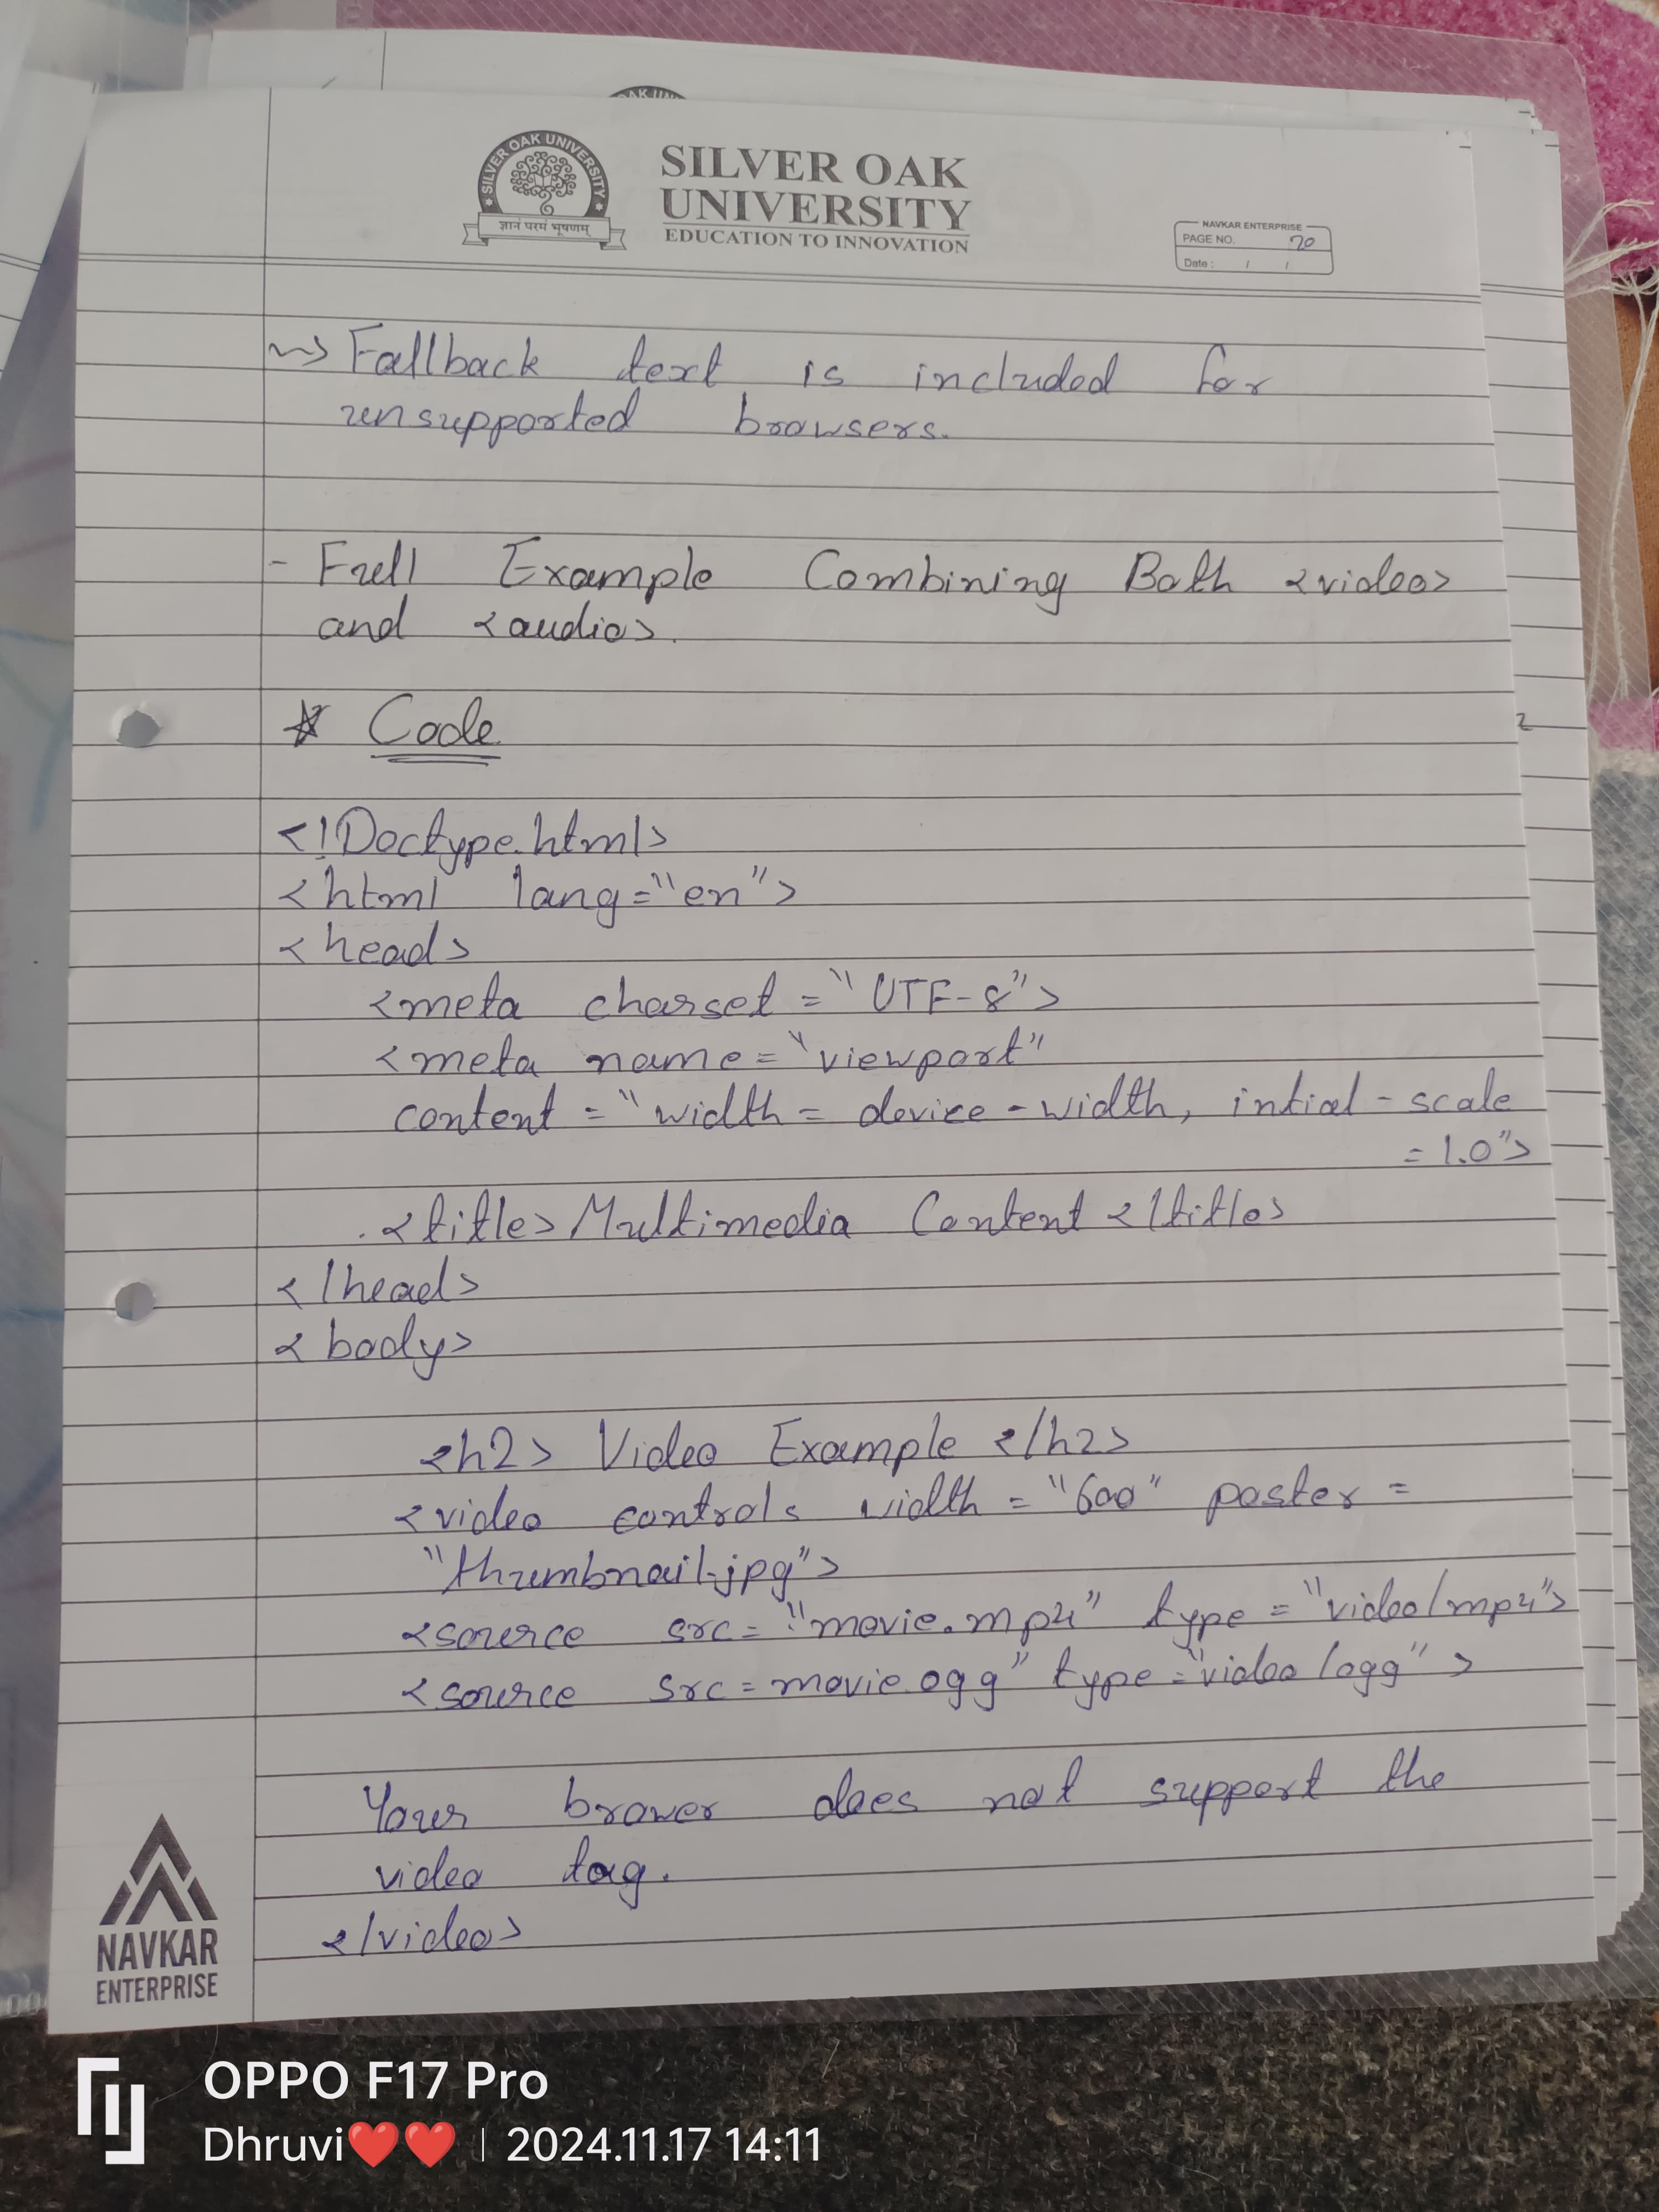 AK UNI
SILVER OAK UNIVERSITY
ज्ञानं परमं भूषणम्
SILVER OAK
UNIVERSITY
EDUCATION TO INNOVATION
NAVKAR ENTERPRISE
PAGE NO. 70
Date : / /
~~> Fallback text is included for
unsupported browsers.
- Full Example Combining Both <video>
and <audio>.
☆ Code
<!Doctype.html>
<html lang="en">
<head>
<meta charset="UTF-8">
<meta name="viewport"
content="width=device-width, intial-scale
=1.0">
<title>Multimedia Content</title>
</head>
<body>
<h2> Video Example </h2>
<video controls width="600" poster=
"thumbnail.jpg">
<source src="movie.mp4" type="video/mp4">
<source src=movie.ogg" type="video/ogg">
Your brower does not support the
video tag.
</video>
NAVKAR
ENTERPRISE
OPPO F17 Pro
Dhruvi❤️❤️ | 2024.11.17 14:11